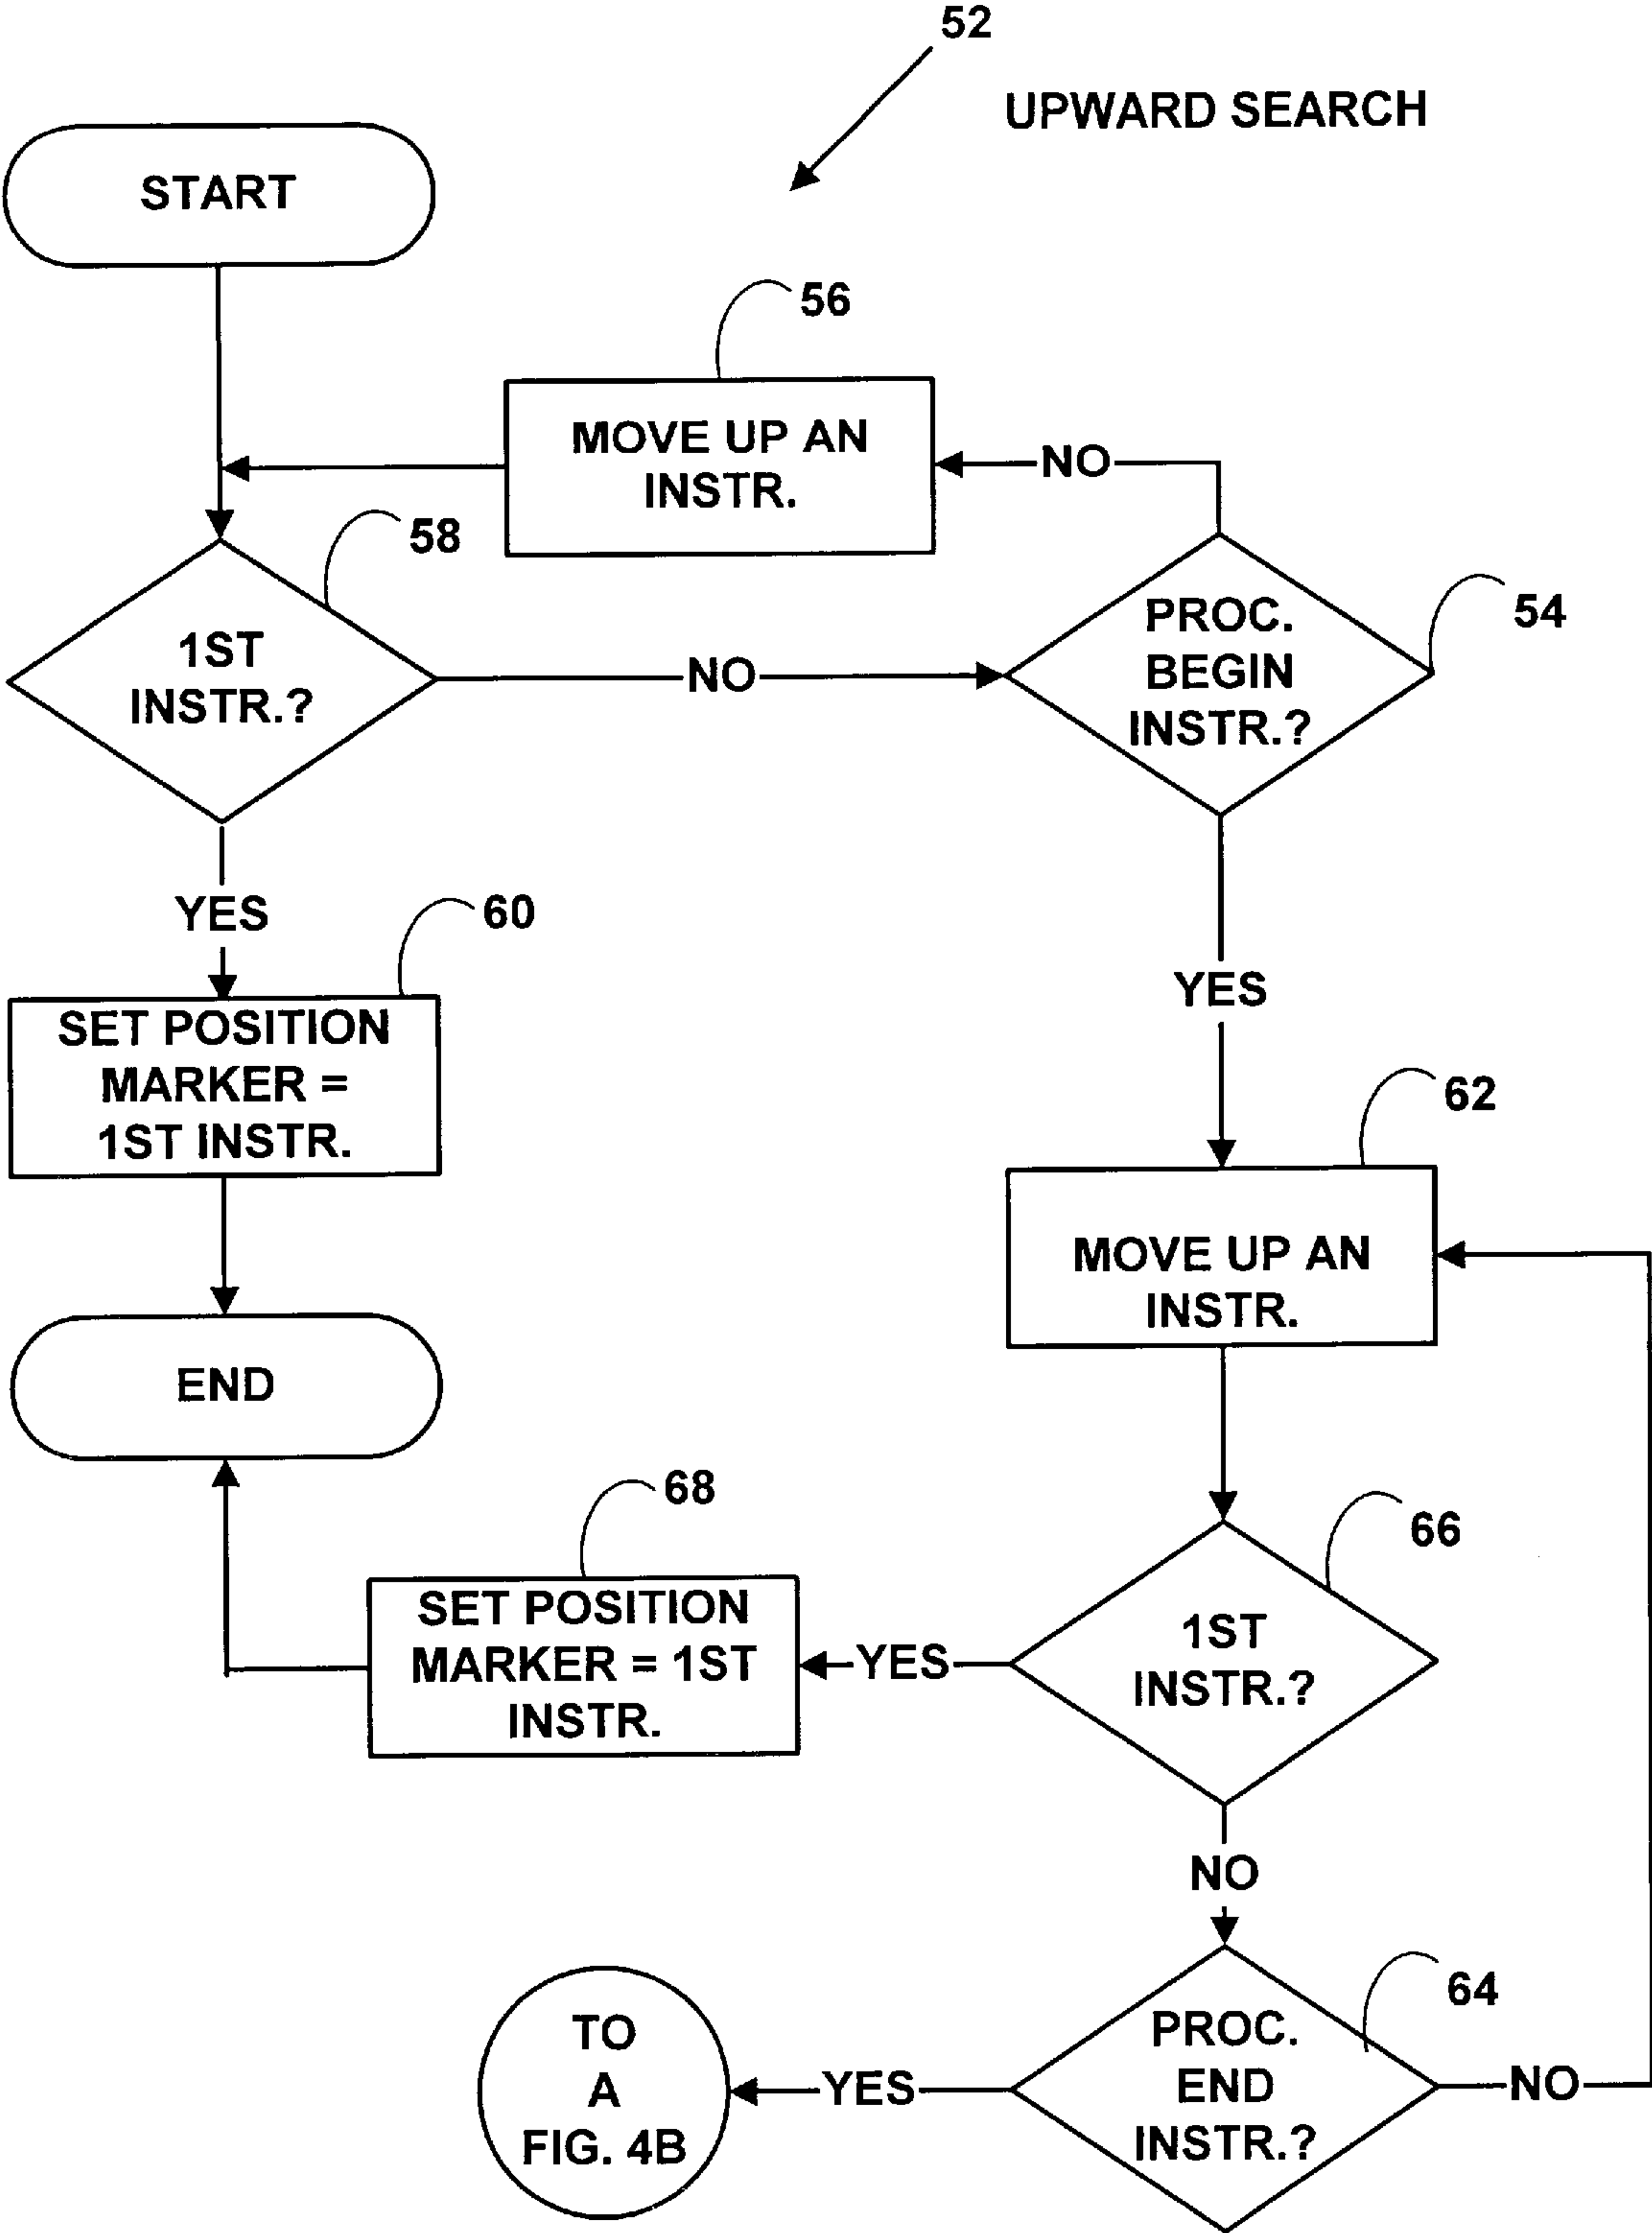 52
UPWARD SEARCH
START
56
MOVE UP AN
INSTR.
NO
58
1ST
INSTR.?
NO
PROC.
BEGIN
INSTR.?
54
YES
60
SET POSITION
MARKER =
1ST INSTR.
YES
62
MOVE UP AN
INSTR.
END
68
SET POSITION
MARKER = 1ST
INSTR.
YES
66
1ST
INSTR.?
NO
64
PROC.
END
INSTR.?
NO
YES
TO
A
FIG. 4B